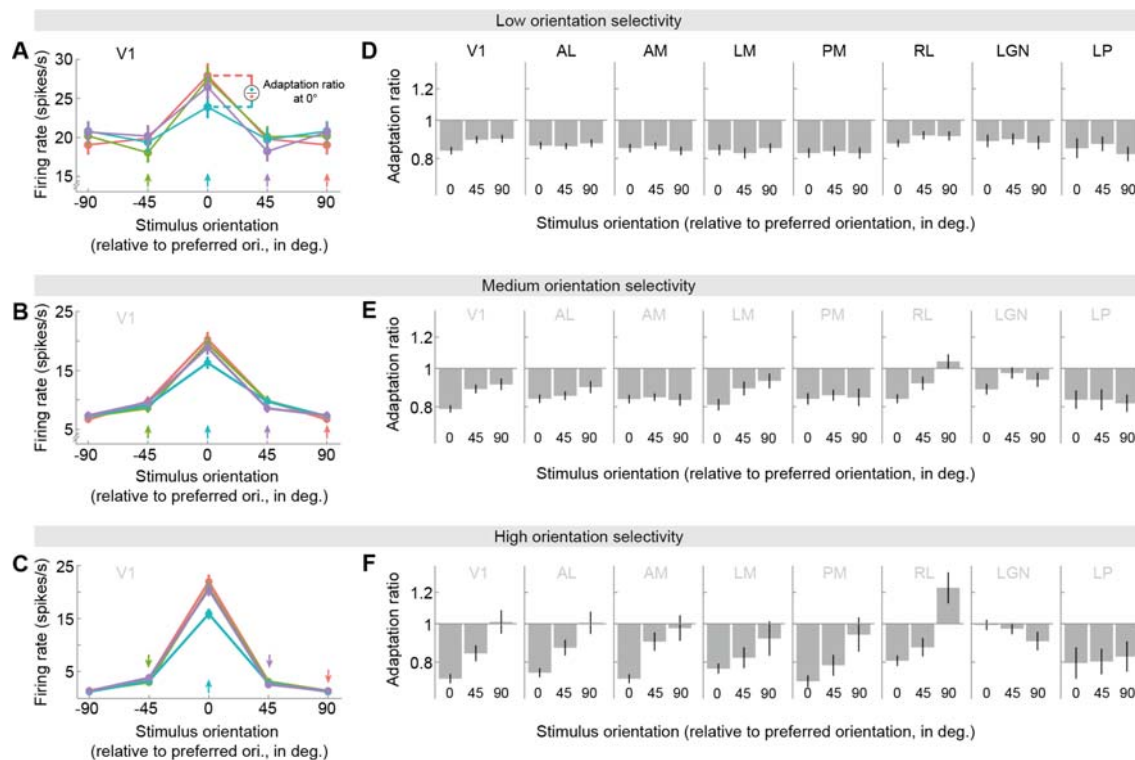 Low orientation selectivity
A
V1
Firing rate (spikes/s)
30
25
20
15
Adaptation ratio
at 0°
-90 -45 0 45 90
Stimulus orientation
(relative to preferred ori., in deg.)
D
V1 AL AM LM PM RL LGN LP
Adaptation ratio
1.2
1
0.8
0 45 90 0 45 90 0 45 90 0 45 90 0 45 90 0 45 90 0 45 90 0 45 90
Stimulus orientation (relative to preferred orientation, in deg.)
Medium orientation selectivity
B
V1
Firing rate (spikes/s)
25
15
5
-90 -45 0 45 90
Stimulus orientation
(relative to preferred ori., in deg.)
E
V1 AL AM LM PM RL LGN LP
Adaptation ratio
1.2
1
0.8
0 45 90 0 45 90 0 45 90 0 45 90 0 45 90 0 45 90 0 45 90 0 45 90
Stimulus orientation (relative to preferred orientation, in deg.)
High orientation selectivity
C
V1
Firing rate (spikes/s)
25
15
5
-90 -45 0 45 90
Stimulus orientation
(relative to preferred ori., in deg.)
F
V1 AL AM LM PM RL LGN LP
Adaptation ratio
1.2
1
0.8
0 45 90 0 45 90 0 45 90 0 45 90 0 45 90 0 45 90 0 45 90 0 45 90
Stimulus orientation (relative to preferred orientation, in deg.)